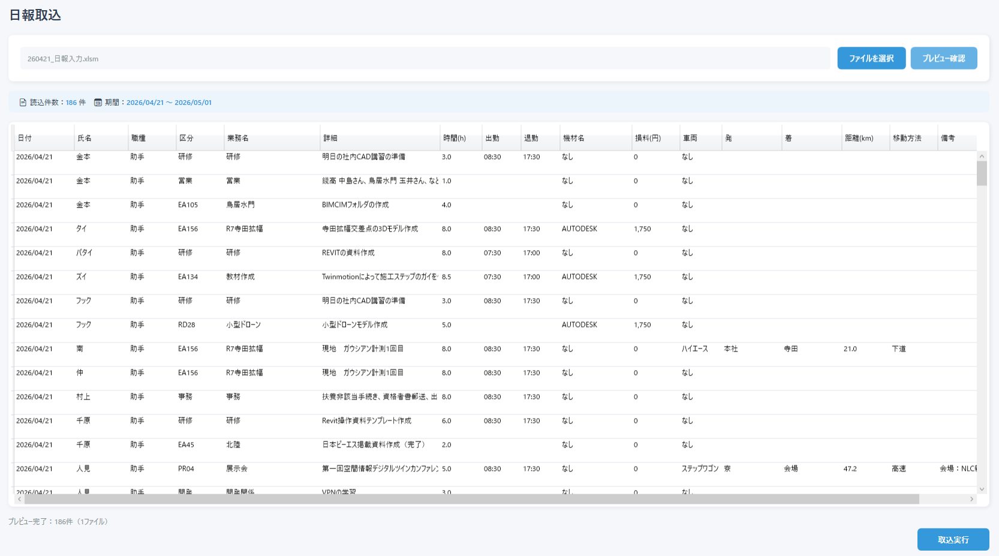 日報取込
260421_日報入力.xlsm ファイルを選択 プレビュー確認
読込件数：186 件 期間：2026/04/21 ～ 2026/05/01
日付 氏名 職種 区分 業務名 詳細 時間(h) 出勤 退勤 機材名 損料(円) 車両 発 着 距離(km) 移動方法 備考
2026/04/21 金本 助手 研修 研修 明日の社内CAD講習の準備 3.0 08:30 17:30 なし 0 なし
2026/04/21 金本 助手 営業 営業 錢高 中島さん、鳥居水門 玉井さん、など 1.0 なし 0 なし
2026/04/21 金本 助手 EA105 鳥居水門 BIMCIMフォルダの作成 4.0 なし 0 なし
2026/04/21 タイ 助手 EA156 R7寺田拡幅 寺田拡幅交差点の3Dモデル作成 8.0 08:30 17:30 AUTODESK 1,750 なし
2026/04/21 バタイ 助手 研修 研修 REVITの資料作成 8.0 07:30 17:00 なし 0 なし
2026/04/21 ズイ 助手 EA134 教材作成 Twinmotionによって施工ステップのガイを 8.5 07:30 17:00 AUTODESK 1,750 なし
2026/04/21 フック 助手 研修 研修 明日の社内CAD講習の準備 3.0 08:30 17:30 なし 0 なし
2026/04/21 フック 助手 RD28 小型ドローン 小型ドローンモデル作成 5.0 AUTODESK 1,750 なし
2026/04/21 南 助手 EA156 R7寺田拡幅 現地　ガウシアン計測1回目 8.0 08:30 17:30 なし 0 ハイエース 本社 寺田 21.0 下道
2026/04/21 仲 助手 EA156 R7寺田拡幅 現地　ガウシアン計測1回目 8.0 08:30 17:30 なし 0 なし
2026/04/21 村上 助手 事務 事務 扶養非該当手続き、資格者書郵送、出 8.0 08:30 17:30 なし 0 なし
2026/04/21 千原 助手 研修 研修 Revit操作資料テンプレート作成 6.0 08:30 17:30 なし 0 なし
2026/04/21 千原 助手 EA45 北陸 日本ピーエス掲載資料作成（完了） 2.0 なし 0 なし
2026/04/21 人見 助手 PR04 展示会 第一回空間情報デジタルツインカンファレン 5.0 08:30 17:30 なし 0 ステップワゴン 寮 会場 47.2 高速 会場：NLC
2026/04/21 人見 助手 開発 開発関係 VPNの学習 3.0 なし 0 なし
プレビュー完了：186件（1ファイル）
取込実行